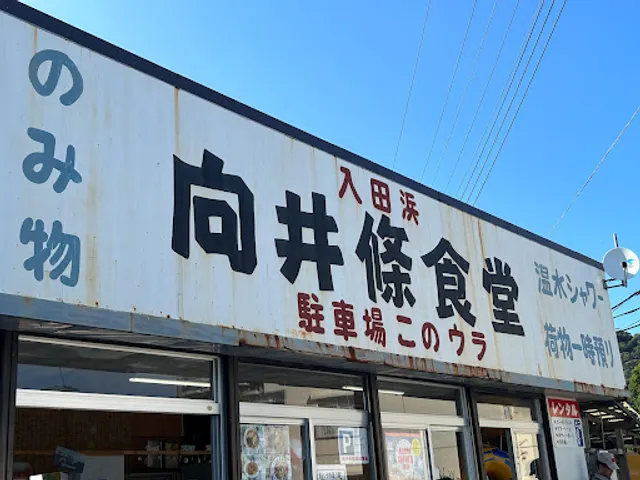 のみ物
入田浜
向井條食堂
駐車場このウラ
温水シャワー
荷物一時預リ
レンタル
P